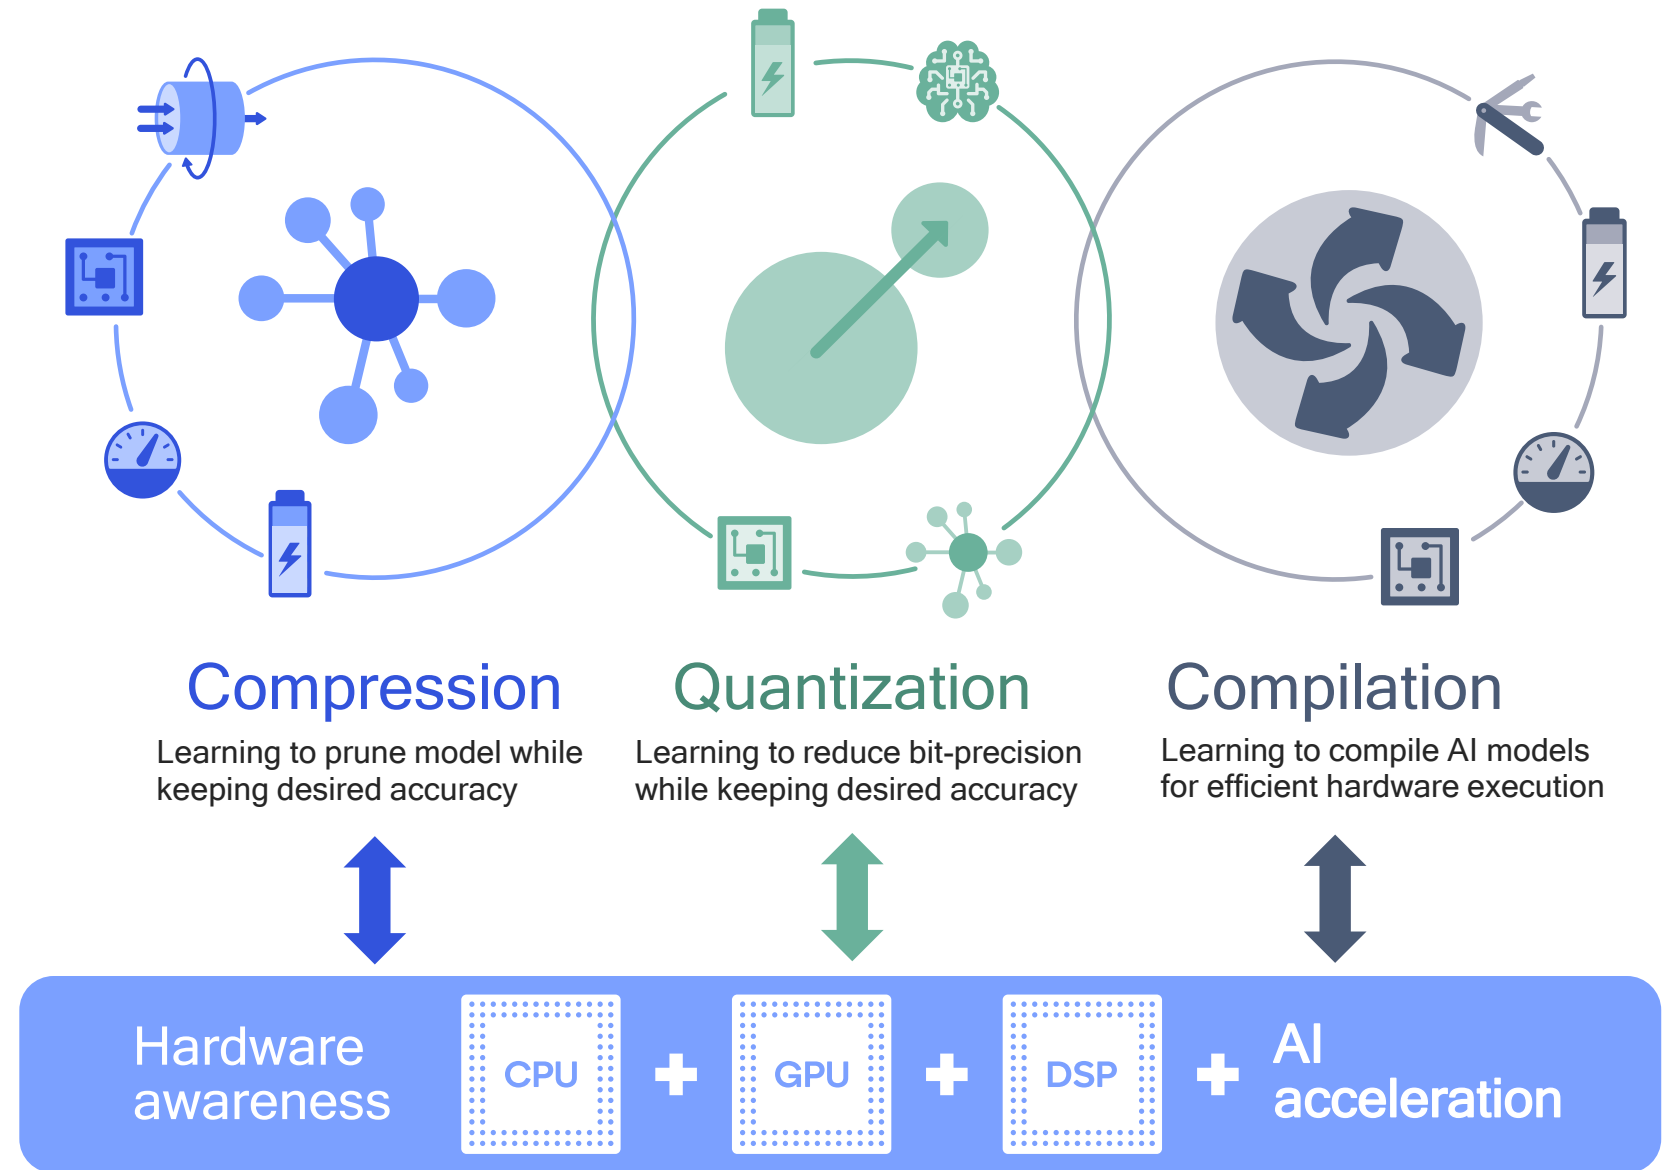 Compression
Learning to prune model while
keeping desired accuracy
Quantization
Learning to reduce bit-precision
while keeping desired accuracy
Compilation
Learning to compile AI models
for efficient hardware execution
Hardware
awareness
CPU
GPU
DSP
AI
acceleration